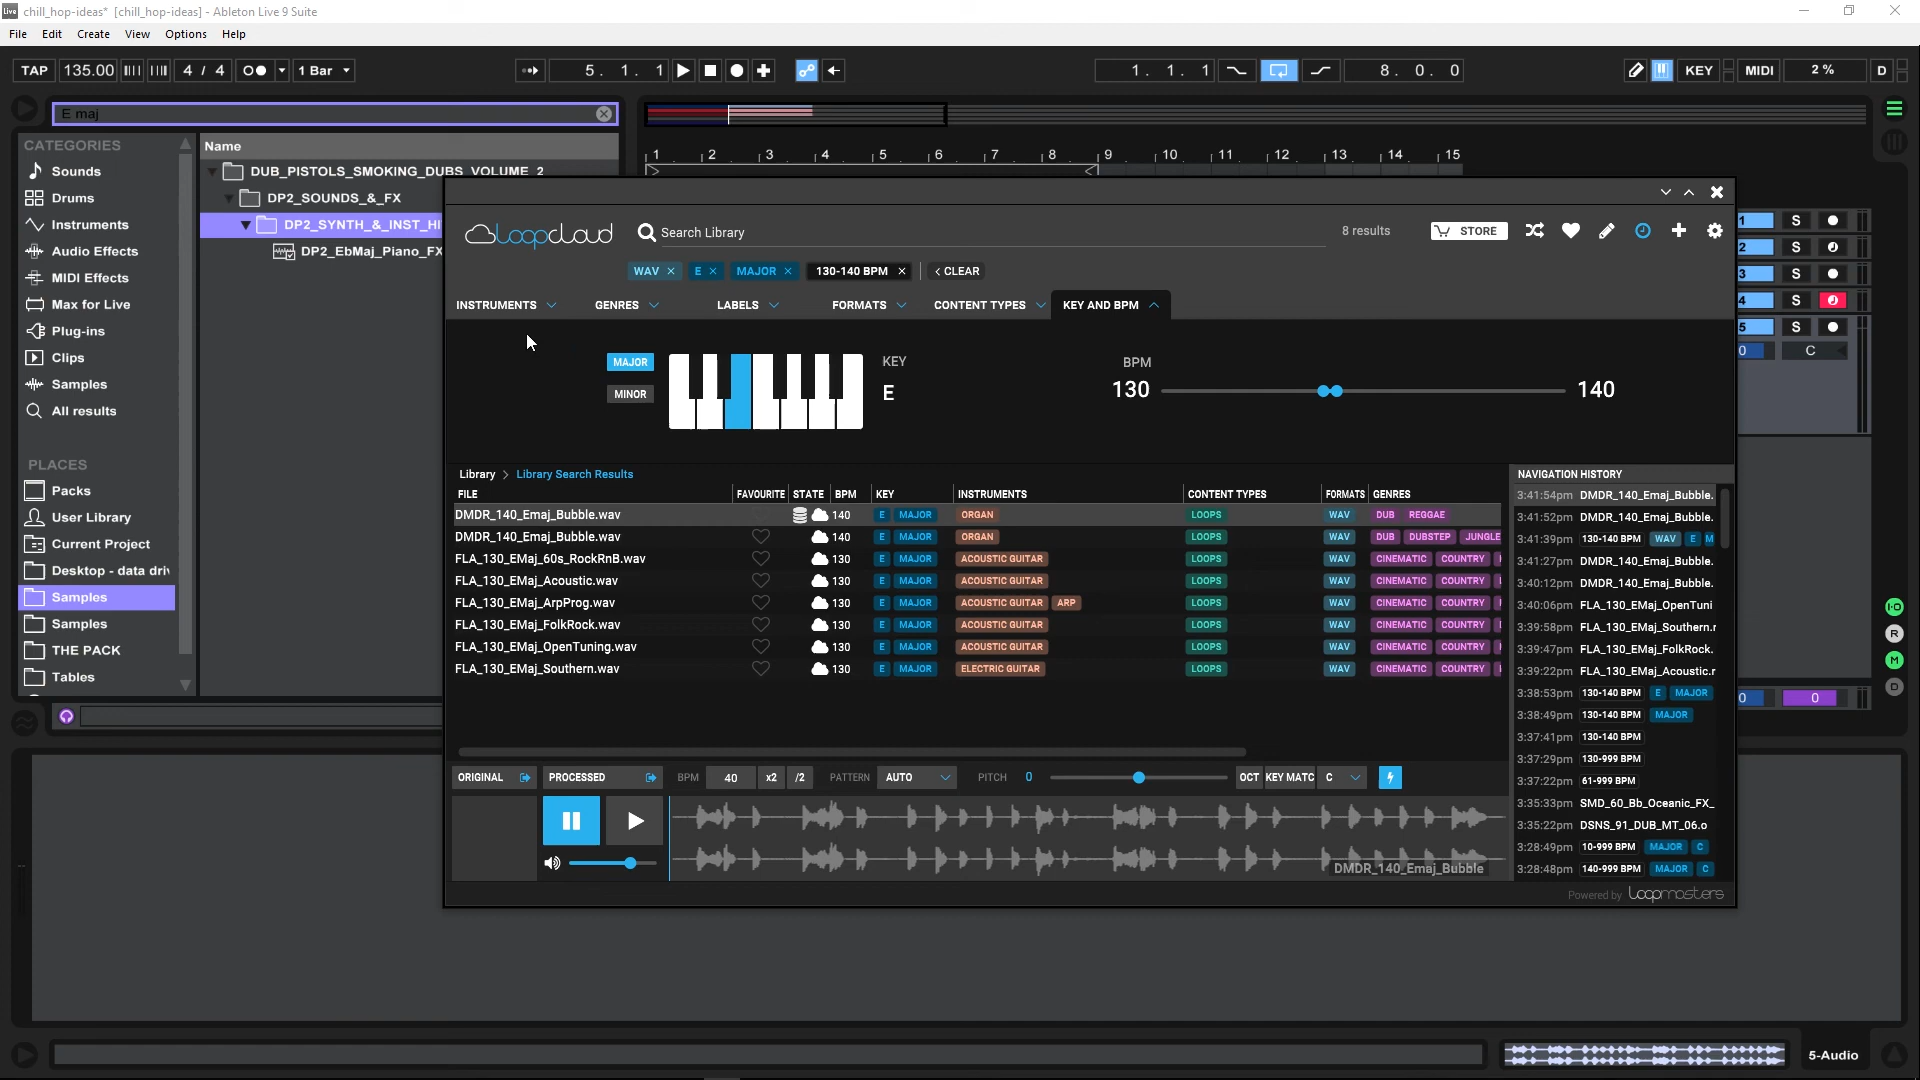 Live chill_hop-ideas* [chill_hop-ideas] - Ableton Live 9 Suite
File Edit Create View Options Help
TAP 135.00 4 / 4 1 Bar 5. 1. 1 1. 1. 1 8. 0. 0 KEY MIDI 2 % D
E maj
CATEGORIES
Sounds
Drums
Instruments
Audio Effects
MIDI Effects
Max for Live
Plug-ins
Clips
Samples
All results
PLACES
Packs
User Library
Current Project
Desktop - data driv
Samples
Samples
THE PACK
Tables
Name
DUB_PISTOLS_SMOKING_DUBS_VOLUME_2
DP2_SOUNDS_&_FX
DP2_SYNTH_&_INST_HI
DP2_EbMaj_Piano_FX
1 2 3 4 5 6 7 8 9 10 11 12 13 14 15
loopcloud Search Library 8 results STORE
WAV × E × MAJOR × 130-140 BPM × < CLEAR
INSTRUMENTS GENRES LABELS FORMATS CONTENT TYPES KEY AND BPM
MAJOR
MINOR
KEY
E
BPM
130 140
Library > Library Search Results
FILE FAVOURITE STATE BPM KEY INSTRUMENTS CONTENT TYPES FORMATS GENRES
DMDR_140_Emaj_Bubble.wav 140 E MAJOR ORGAN LOOPS WAV DUB REGGAE
DMDR_140_Emaj_Bubble.wav 140 E MAJOR ORGAN LOOPS WAV DUB DUBSTEP JUNGLE
FLA_130_EMaj_60s_RockRnB.wav 130 E MAJOR ACOUSTIC GUITAR LOOPS WAV CINEMATIC COUNTRY
FLA_130_EMaj_Acoustic.wav 130 E MAJOR ACOUSTIC GUITAR LOOPS WAV CINEMATIC COUNTRY
FLA_130_EMaj_ArpProg.wav 130 E MAJOR ACOUSTIC GUITAR ARP LOOPS WAV CINEMATIC COUNTRY
FLA_130_EMaj_FolkRock.wav 130 E MAJOR ACOUSTIC GUITAR LOOPS WAV CINEMATIC COUNTRY
FLA_130_EMaj_OpenTuning.wav 130 E MAJOR ACOUSTIC GUITAR LOOPS WAV CINEMATIC COUNTRY
FLA_130_EMaj_Southern.wav 130 E MAJOR ELECTRIC GUITAR LOOPS WAV CINEMATIC COUNTRY
NAVIGATION HISTORY
3:41:54pm DMDR_140_Emaj_Bubble.
3:41:52pm DMDR_140_Emaj_Bubble.
3:41:39pm 130-140 BPM WAV E M
3:41:27pm DMDR_140_Emaj_Bubble.
3:40:12pm DMDR_140_Emaj_Bubble.
3:40:06pm FLA_130_EMaj_OpenTuni
3:39:58pm FLA_130_EMaj_Southern.
3:39:47pm FLA_130_EMaj_FolkRock.
3:39:22pm FLA_130_EMaj_Acoustic.
3:38:53pm 130-140 BPM E MAJOR
3:38:49pm 130-140 BPM MAJOR
3:37:41pm 130-140 BPM
3:37:29pm 130-999 BPM
3:37:22pm 61-999 BPM
3:35:33pm SMD_60_Bb_Oceanic_FX_
3:35:22pm DSNS_91_DUB_MT_06.o
3:28:49pm 10-999 BPM MAJOR C
3:28:48pm 140-999 BPM MAJOR C
ORIGINAL PROCESSED BPM 40 x2 /2 PATTERN AUTO PITCH 0 OCT KEY MATC C
DMDR_140_Emaj_Bubble
Powered by Loopmasters
1 S
2 S
3 S
4 S
5 S
0 C
0 0
I·O
R
M
D
5-Audio